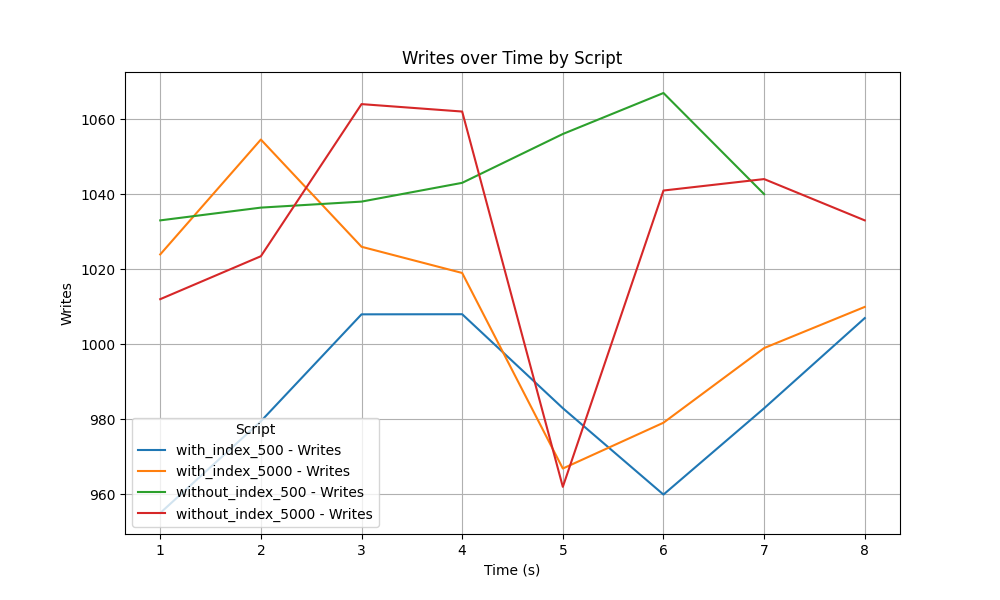 Writes over Time by Script
Writes
1060
1040
1020
1000
980
960
Script
with_index_500 - Writes
with_index_5000 - Writes
without_index_500 - Writes
without_index_5000 - Writes
1 2 3 4 5 6 7 8
Time (s)